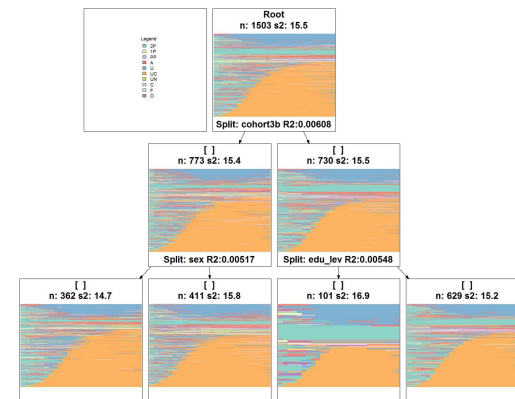 Root
n: 1503 s2: 15.5
Legend
2P
1P
PP
A
U
UC
UN
C
F
O
Split: cohort3b R2:0.00608
[ ]
n: 773 s2: 15.4
[ ]
n: 730 s2: 15.5
Split: sex R2:0.00517
Split: edu_lev R2:0.00548
[ ]
n: 362 s2: 14.7
[ ]
n: 411 s2: 15.8
[ ]
n: 101 s2: 16.9
[ ]
n: 629 s2: 15.2